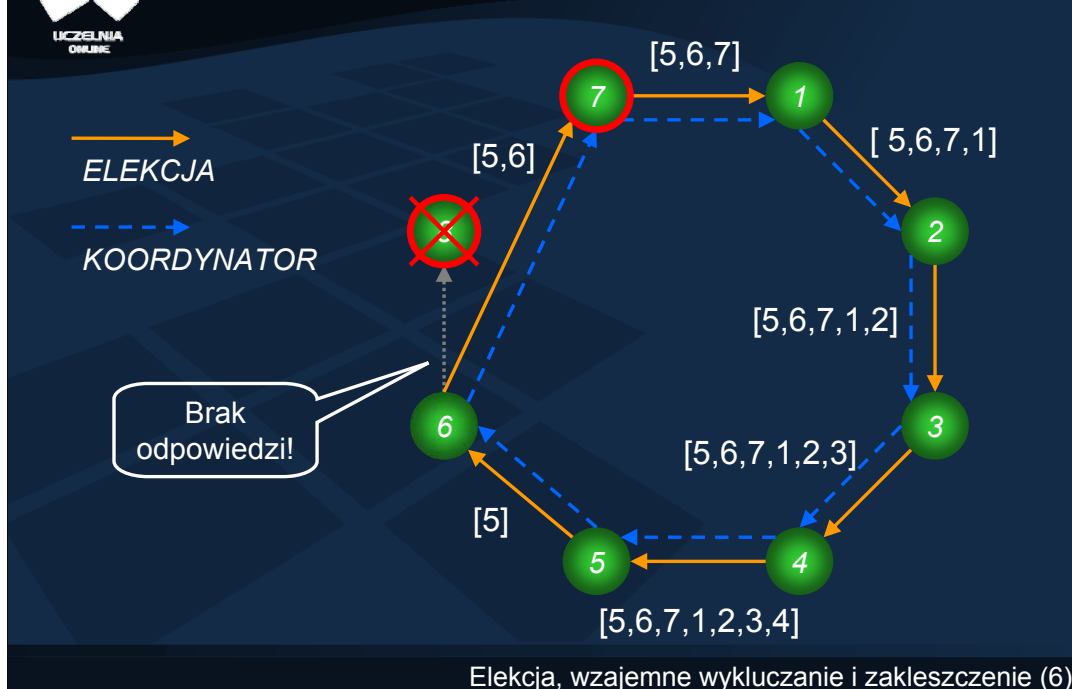 UCZELNIA
ONLINE
[5,6,7]
7
1
[ 5,6,7,1]
ELEKCJA
[5,6]
2
KOORDYNATOR
[5,6,7,1,2]
Brak
odpowiedzi!
6
3
[5,6,7,1,2,3]
[5]
5
4
[5,6,7,1,2,3,4]
Elekcja, wzajemne wykluczanie i zakleszczenie (6)